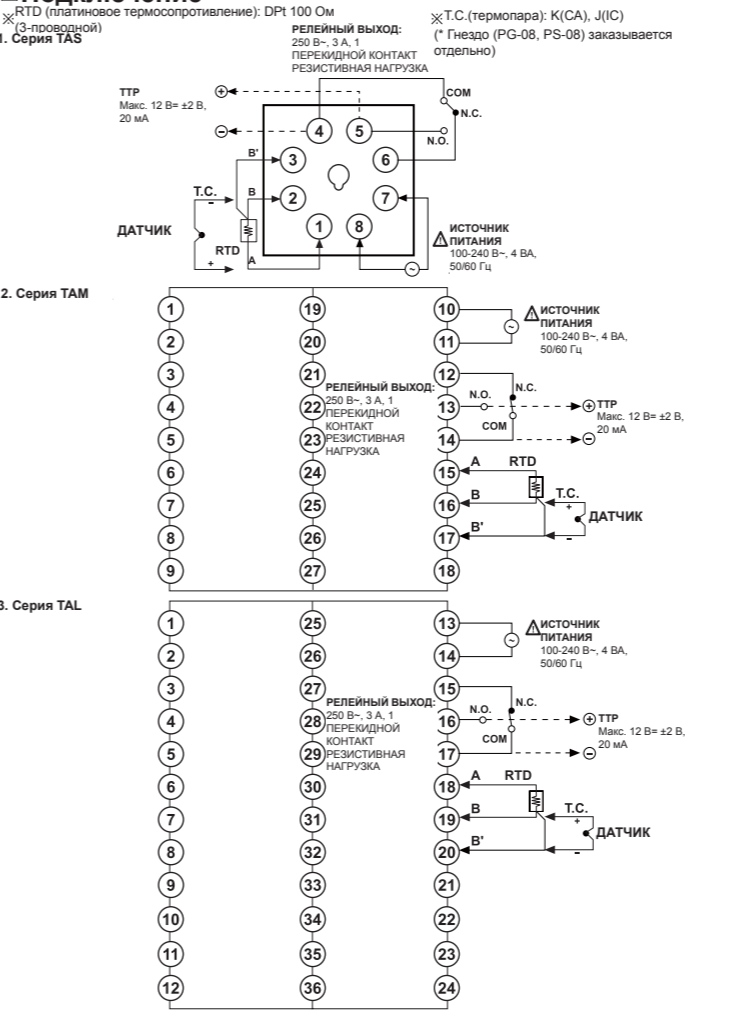 Подключение
※RTD (платиновое термосопротивление): DPt 100 Ом
(3-проводной)
※T.C.(термопара): K(CA), J(IC)
(* Гнездо (PG-08, PS-08) заказывается
отдельно)
1. Серия TAS
РЕЛЕЙНЫЙ ВЫХОД:
250 В~, 3 А, 1
ПЕРЕКИДНОЙ КОНТАКТ
РЕЗИСТИВНАЯ НАГРУЗКА
ТТР
Макс. 12 В= ±2 В,
20 мА
COM
N.C.
N.O.
4
5
3
6
2
7
1
8
B'
B
A
T.C.
-
+
ДАТЧИК
RTD
ИСТОЧНИК
ПИТАНИЯ
100-240 В~, 4 ВА,
50/60 Гц
2. Серия TAM
1
2
3
4
5
6
7
8
9
19
20
21
22
23
24
25
26
27
10
11
12
13
14
15
16
17
18
РЕЛЕЙНЫЙ ВЫХОД:
250 В~, 3 А, 1
ПЕРЕКИДНОЙ
КОНТАКТ
РЕЗИСТИВНАЯ
НАГРУЗКА
ИСТОЧНИК
ПИТАНИЯ
100-240 В~, 4 ВА,
50/60 Гц
N.O.
N.C.
COM
ТТР
Макс. 12 В= ±2 В,
20 мА
A
RTD
B
B'
T.C.
+
-
ДАТЧИК
3. Серия TAL
1
2
3
4
5
6
7
8
9
10
11
12
25
26
27
28
29
30
31
32
33
34
35
36
13
14
15
16
17
18
19
20
21
22
23
24
РЕЛЕЙНЫЙ ВЫХОД:
250 В~, 3 А, 1
ПЕРЕКИДНОЙ
КОНТАКТ
РЕЗИСТИВНАЯ
НАГРУЗКА
ИСТОЧНИК
ПИТАНИЯ
100-240 В~, 4 ВА,
50/60 Гц
N.O.
N.C.
COM
ТТР
Макс. 12 В= ±2 В,
20 мА
A
RTD
B
B'
T.C.
+
-
ДАТЧИК